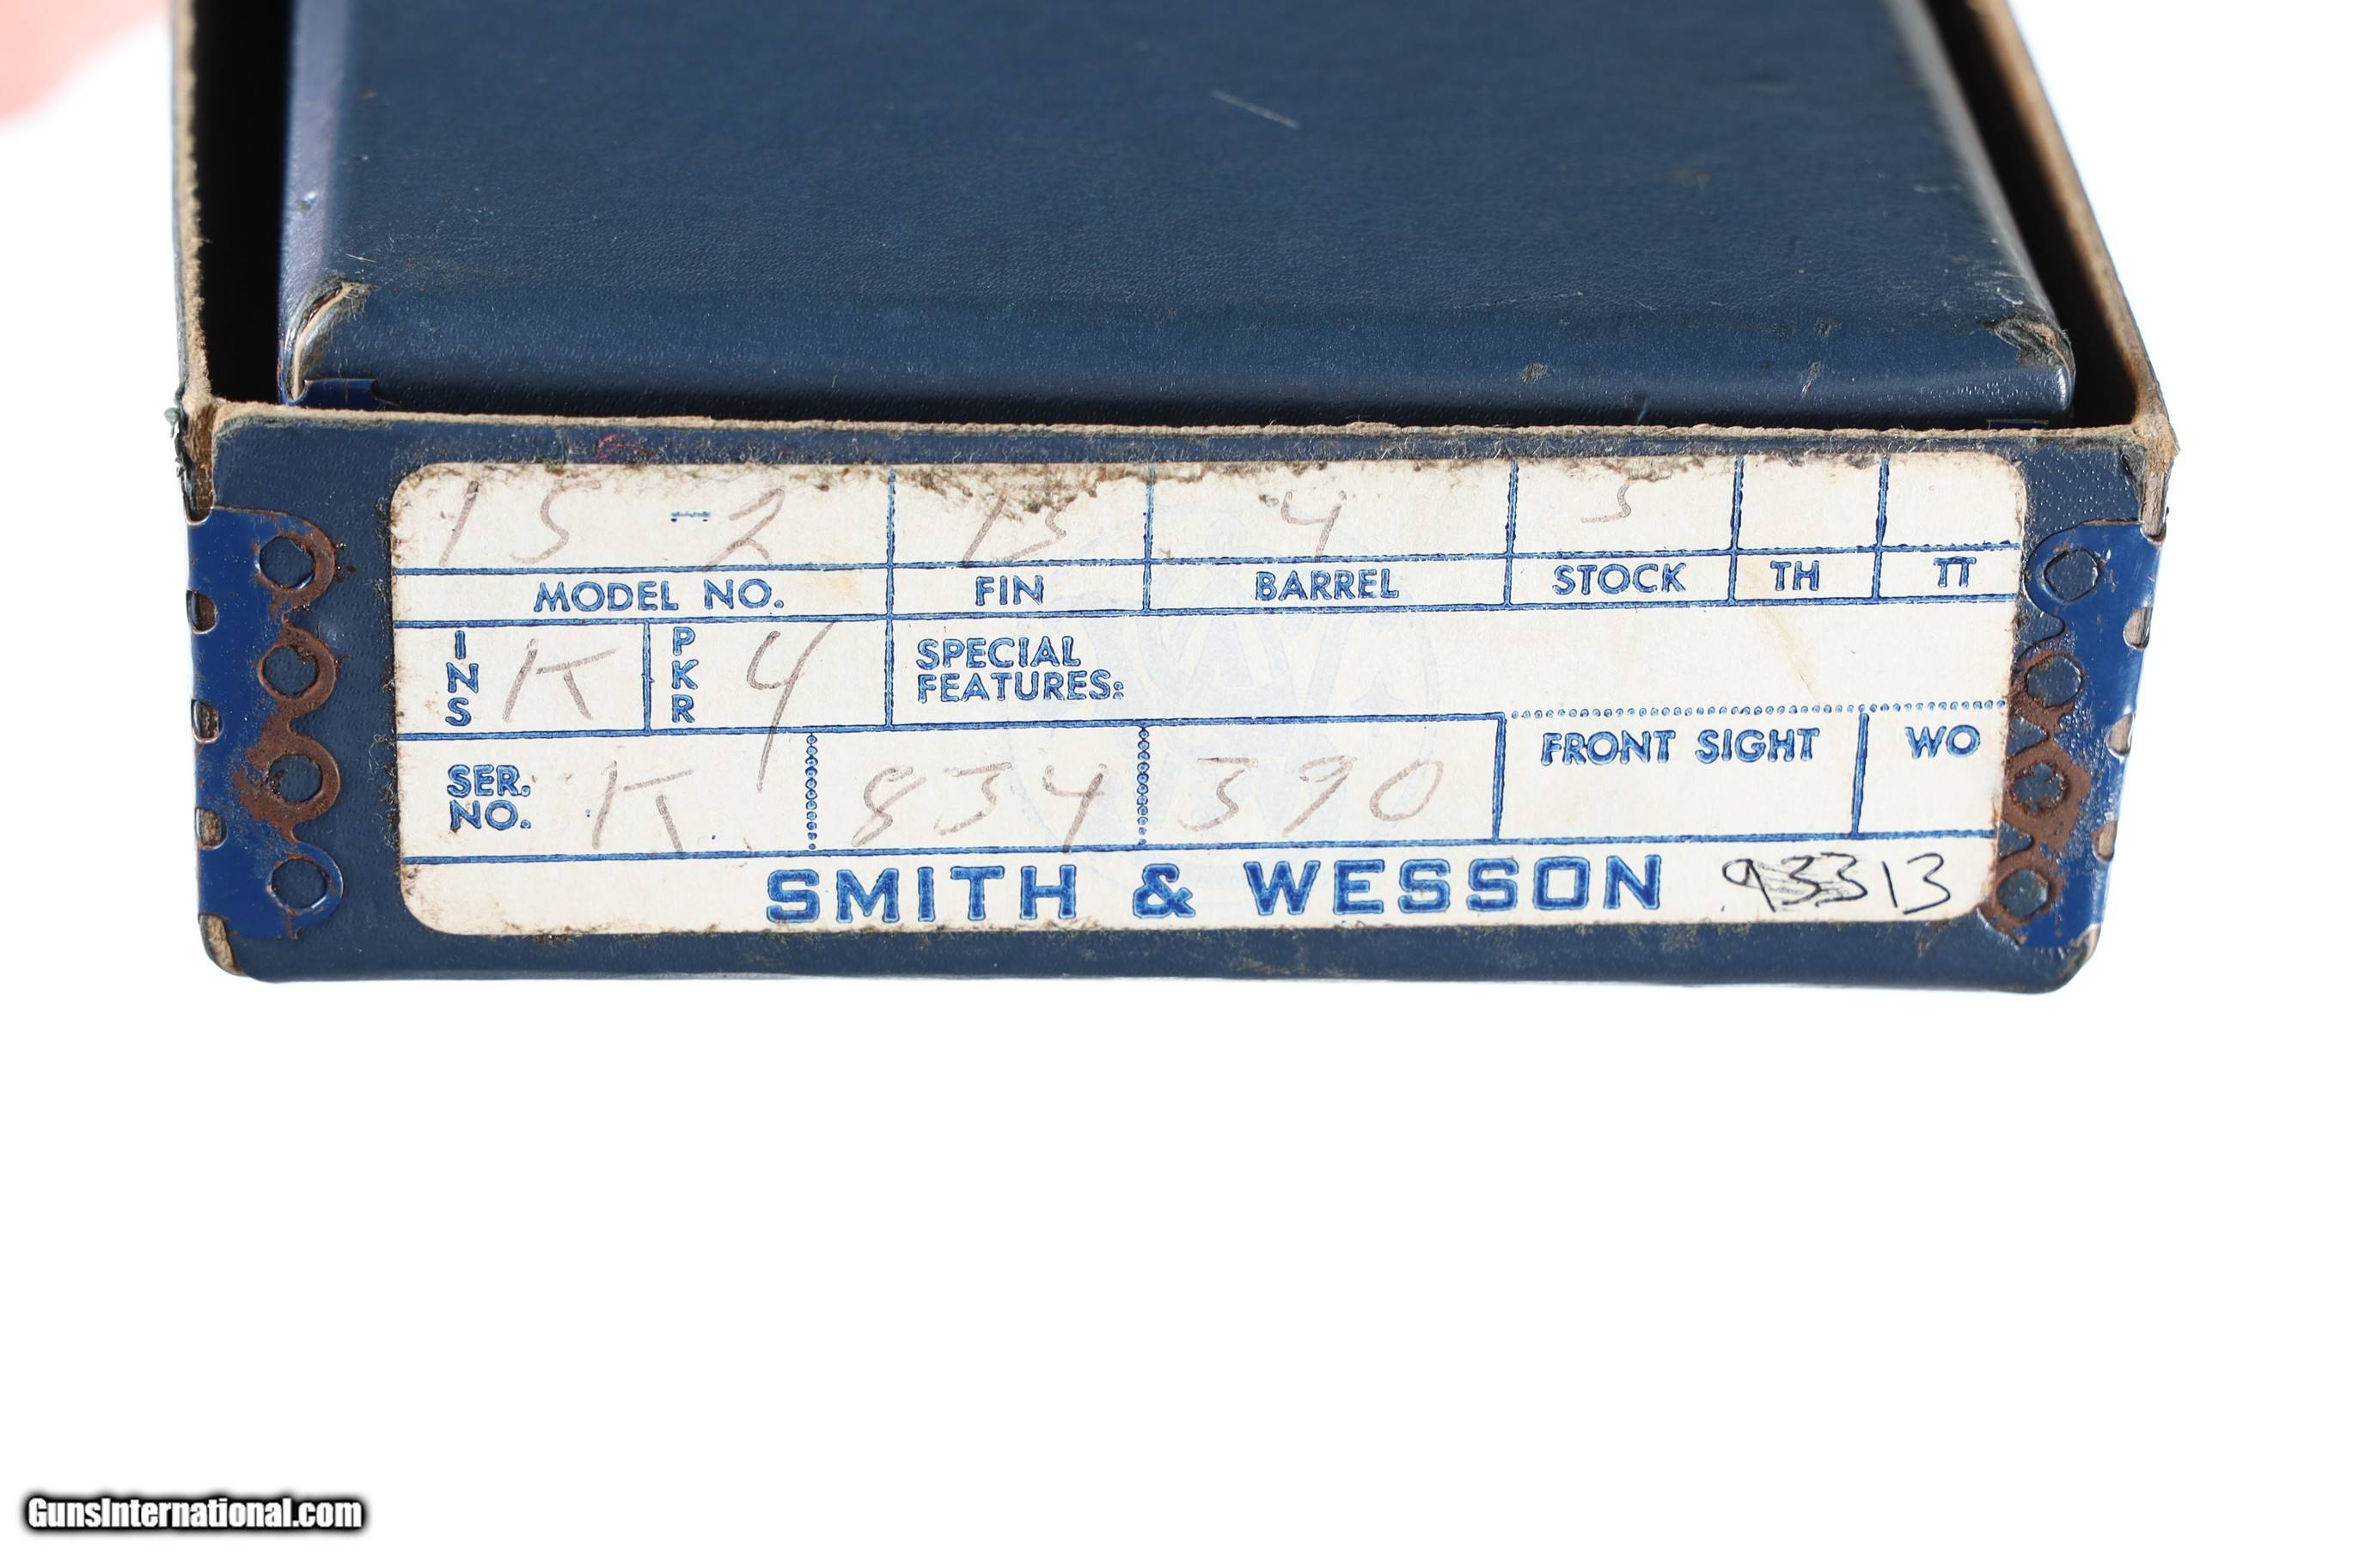 15-2 B 4 S
MODEL NO. FIN BARREL STOCK TH TT
INS K PKR 4 SPECIAL FEATURES:
SER. NO. K 834 390 FRONT SIGHT WO
SMITH & WESSON 93313
GunsInternational.com